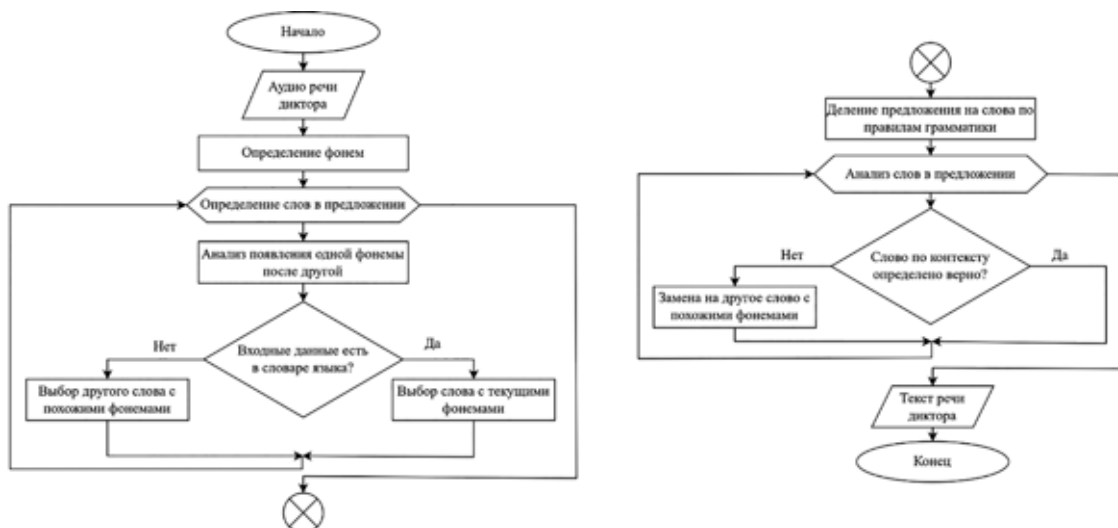 Начало
Аудио речи
диктора
Определение фонем
Определение слов в предложении
Анализ появления одной фонемы
после другой
Входные данные есть
в словаре языка?
Нет
Да
Выбор другого слова с
похожими фонемами
Выбор слова с текущими
фонемами
Деление предложения на слова по
правилам грамматики
Анализ слов в предложении
Слово по контексту
определено верно?
Нет
Да
Замена на другое слово с
похожими фонемами
Текст речи
диктора
Конец